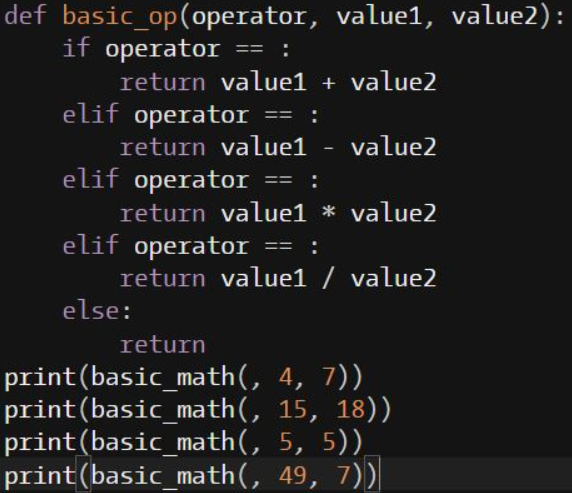 def basic_op(operator, value1, value2):
    if operator == :
        return value1 + value2
    elif operator == :
        return value1 - value2
    elif operator == :
        return value1 * value2
    elif operator == :
        return value1 / value2
    else:
        return
print(basic_math(, 4, 7))
print(basic_math(, 15, 18))
print(basic_math(, 5, 5))
print(basic_math(, 49, 7))